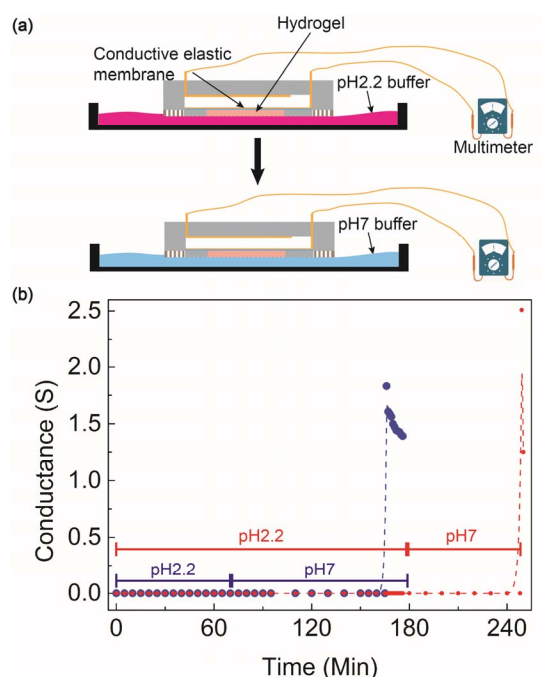 (a)
Hydrogel
Conductive elastic
membrane
pH2.2 buffer
Multimeter
pH7 buffer
(b)
2.5
2.0
1.5
1.0
0.5
0.0
Conductance (S)
pH2.2
pH7
pH2.2
pH7
0
60
120
180
240
Time (Min)